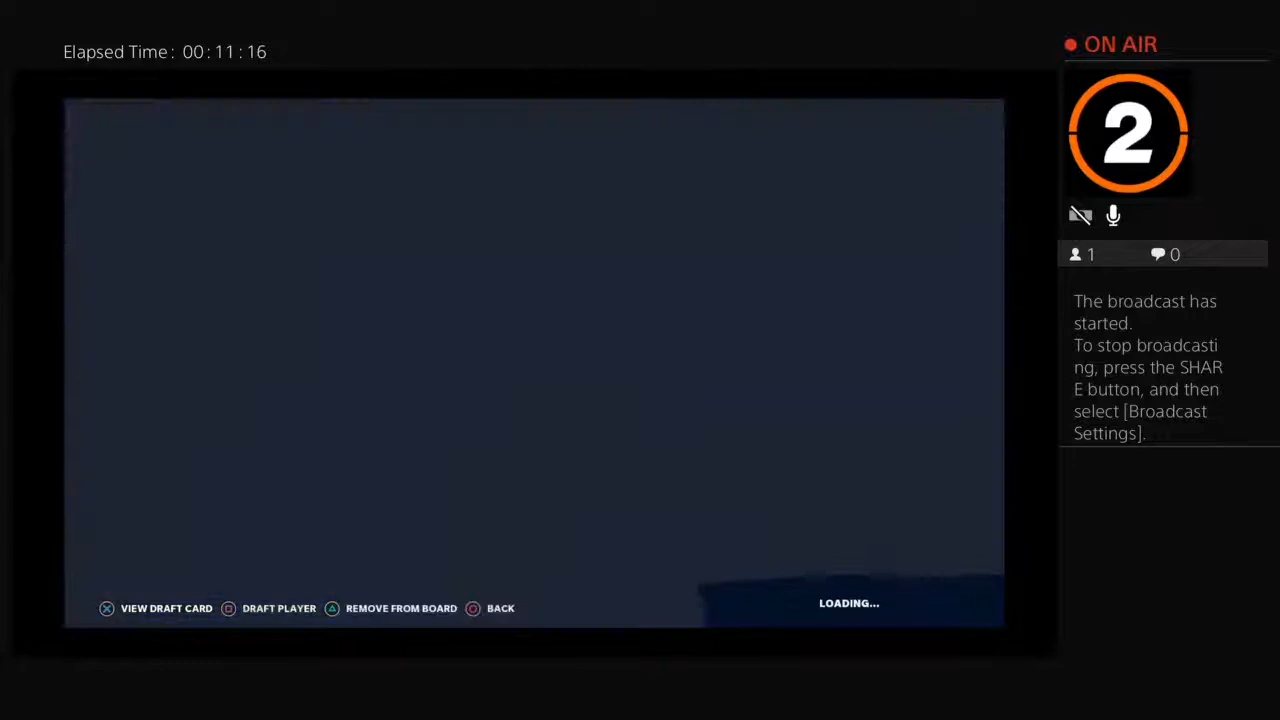 Elapsed Time: 00:11:16
ON AIR
2
1 0
The broadcast has
started.
To stop broadcasti
ng, press the SHAR
E button, and then
select [Broadcast
Settings].
VIEW DRAFT CARD DRAFT PLAYER REMOVE FROM BOARD BACK
LOADING...